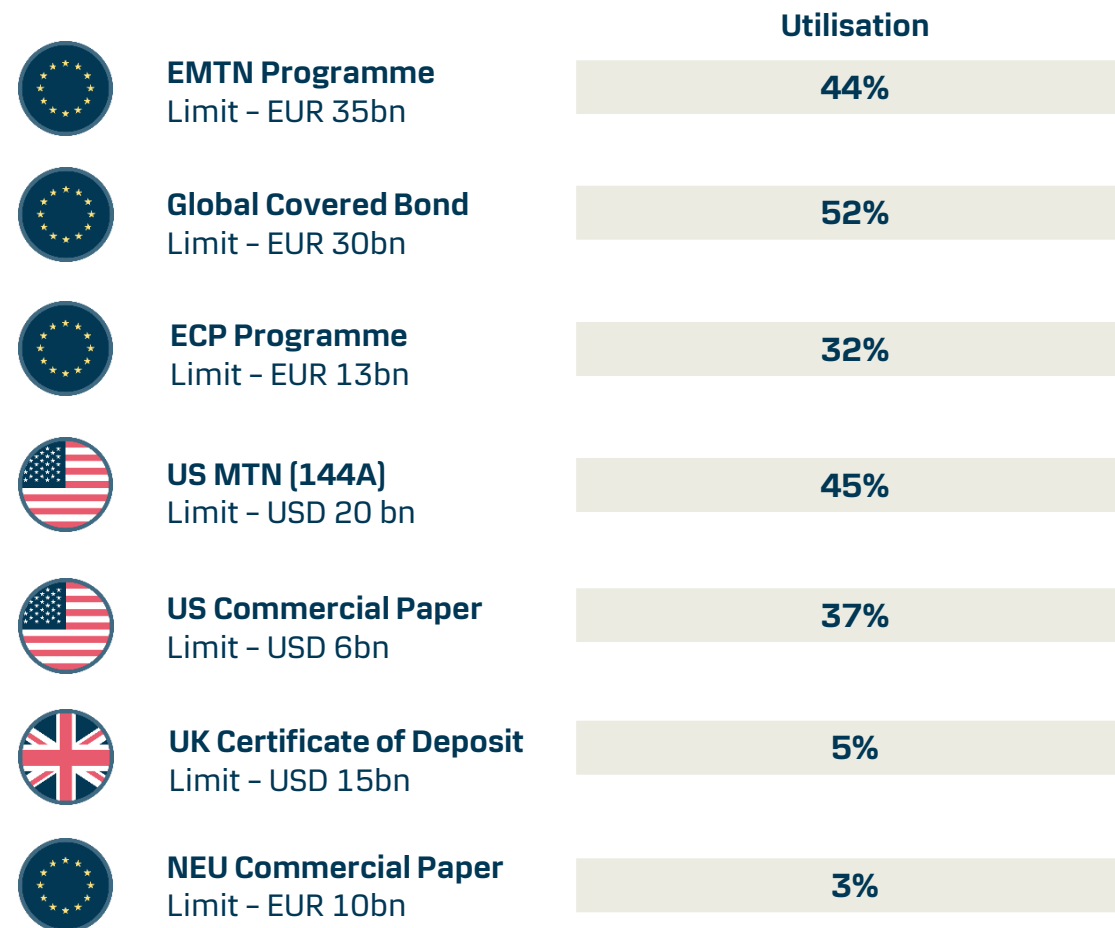 Utilisation
EMTN Programme
Limit – EUR 35bn
44%
Global Covered Bond
Limit – EUR 30bn
52%
ECP Programme
Limit – EUR 13bn
32%
US MTN (144A)
Limit – USD 20 bn
45%
US Commercial Paper
Limit – USD 6bn
37%
UK Certificate of Deposit
Limit – USD 15bn
5%
NEU Commercial Paper
Limit – EUR 10bn
3%